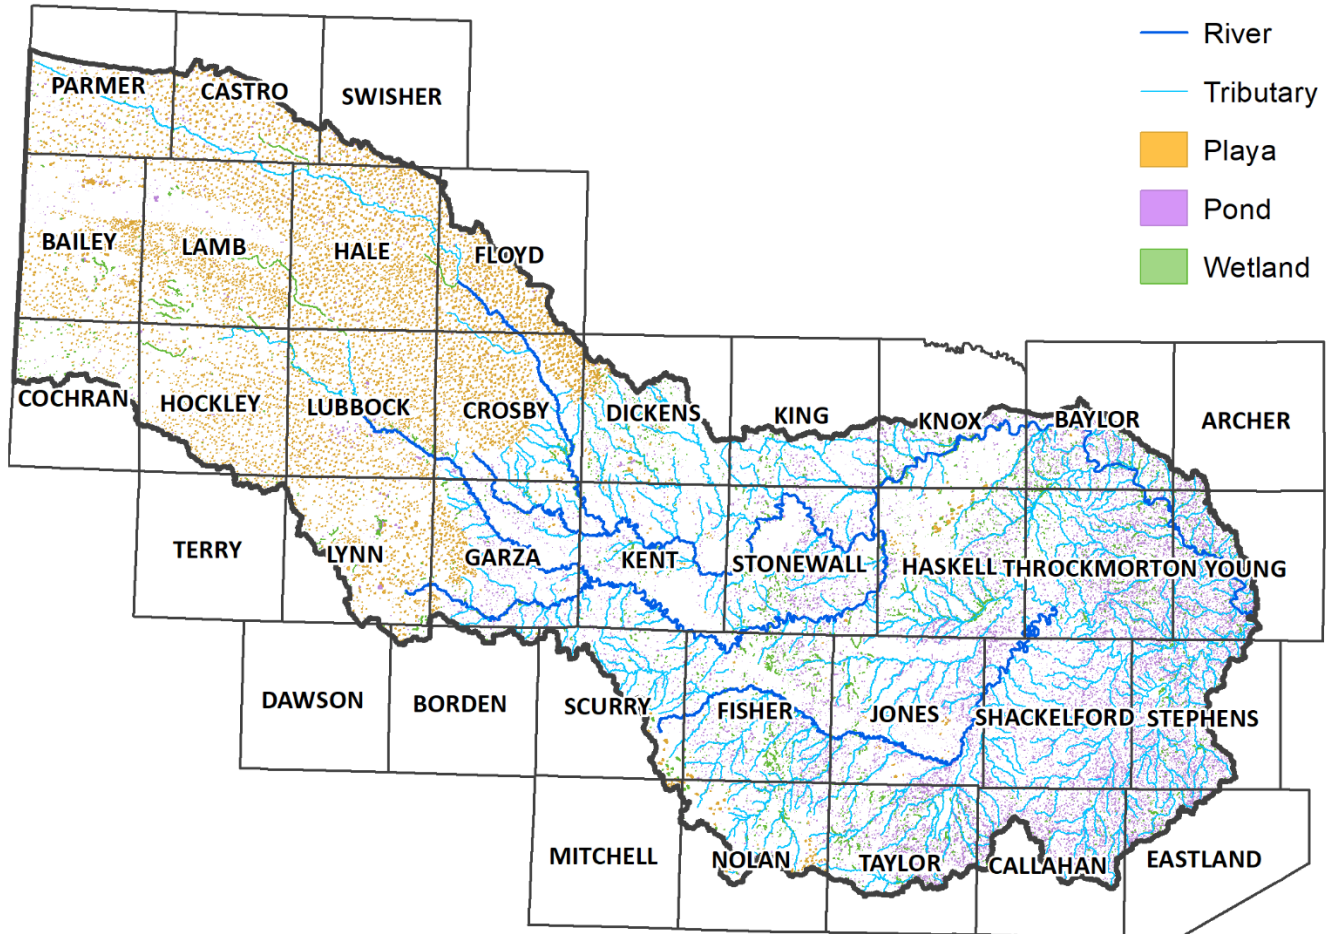 River
Tributary
Playa
Pond
Wetland
PARMER
CASTRO
SWISHER
BAILEY
LAMB
HALE
FLOYD
COCHRAN
HOCKLEY
LUBBOCK
CROSBY
DICKENS
KING
KNOX
BAYLOR
ARCHER
TERRY
LYNN
GARZA
KENT
STONEWALL
HASKELL
THROCKMORTON
YOUNG
DAWSON
BORDEN
SCURRY
FISHER
JONES
SHACKELFORD
STEPHENS
MITCHELL
NOLAN
TAYLOR
CALLAHAN
EASTLAND